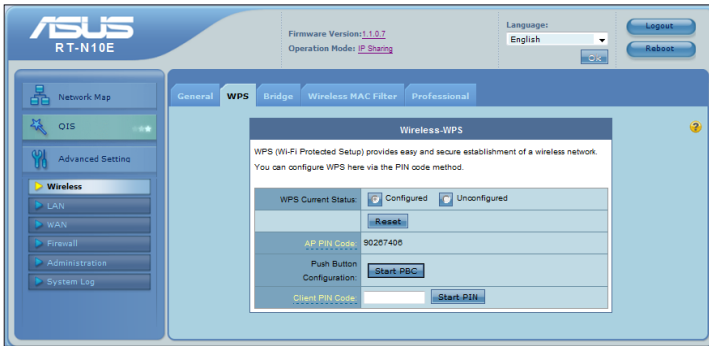 ASUS
RT-N10E
Firmware Version:1.1.0.7
Operation Mode: IP Sharing
Language:
English
OK
Logout
Reboot
Network Map
QIS
Advanced Setting
Wireless
LAN
WAN
Firewall
Administration
System Log
General WPS Bridge Wireless MAC Filter Professional
Wireless-WPS
WPS (Wi-Fi Protected Setup) provides easy and secure establishment of a wireless network.
You can configure WPS here via the PIN code method.
WPS Current Status: Configured Unconfigured
Reset
AP PIN Code: 90267406
Push Button
Configuration: Start PBC
Client PIN Code: Start PIN
?